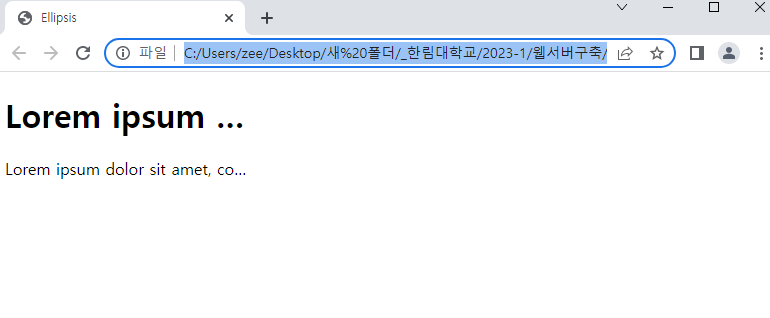 Ellipsis
파일 C:/Users/zee/Desktop/새%20폴더/_한림대학교/2023-1/웹서버구축/
Lorem ipsum ...
Lorem ipsum dolor sit amet, co...